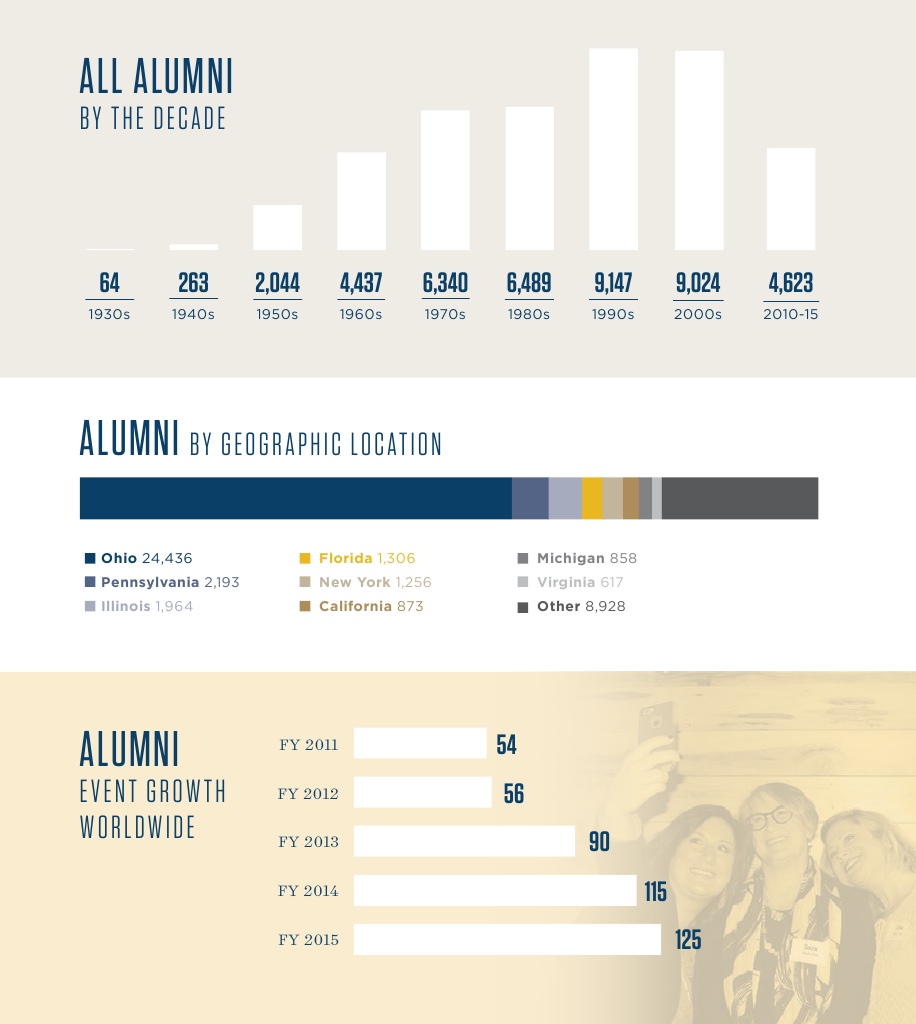 ALL ALUMNI
BY THE DECADE
64 263 2,044 4,437 6,340 6,489 9,147 9,024 4,623
1930s 1940s 1950s 1960s 1970s 1980s 1990s 2000s 2010-15
ALUMNI BY GEOGRAPHIC LOCATION
Ohio 24,436 Florida 1,306 Michigan 858
Pennsylvania 2,193 New York 1,256 Virginia 617
Illinois 1,964 California 873 Other 8,928
ALUMNI
EVENT GROWTH
WORLDWIDE
FY 2011 54
FY 2012 56
FY 2013 90
FY 2014 115
FY 2015 125